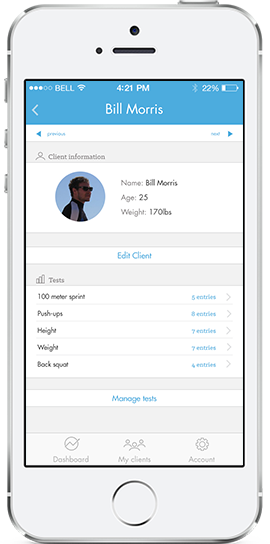 BELL 4:21 PM 22%
Bill Morris
previous next
Client information
Name: Bill Morris
Age: 25
Weight: 170lbs
Edit Client
Tests
100 meter sprint 5 entries
Push-ups 8 entries
Height 7 entries
Weight 7 entries
Back squat 4 entries
Manage tests
Dashboard My clients Account